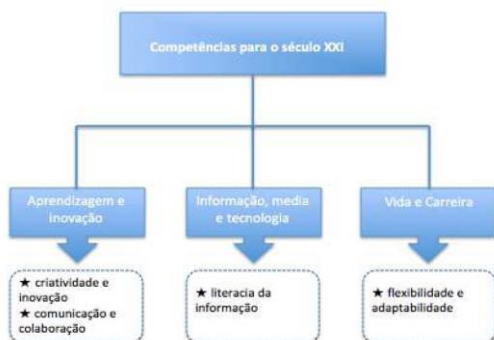 Competências para o século XXI
Aprendizagem e
inovação
★ criatividade e
inovação
★ comunicação e
colaboração
Informação, media
e tecnologia
★ literacia da
informação
Vida e Carreira
★ flexibilidade e
adaptabilidade